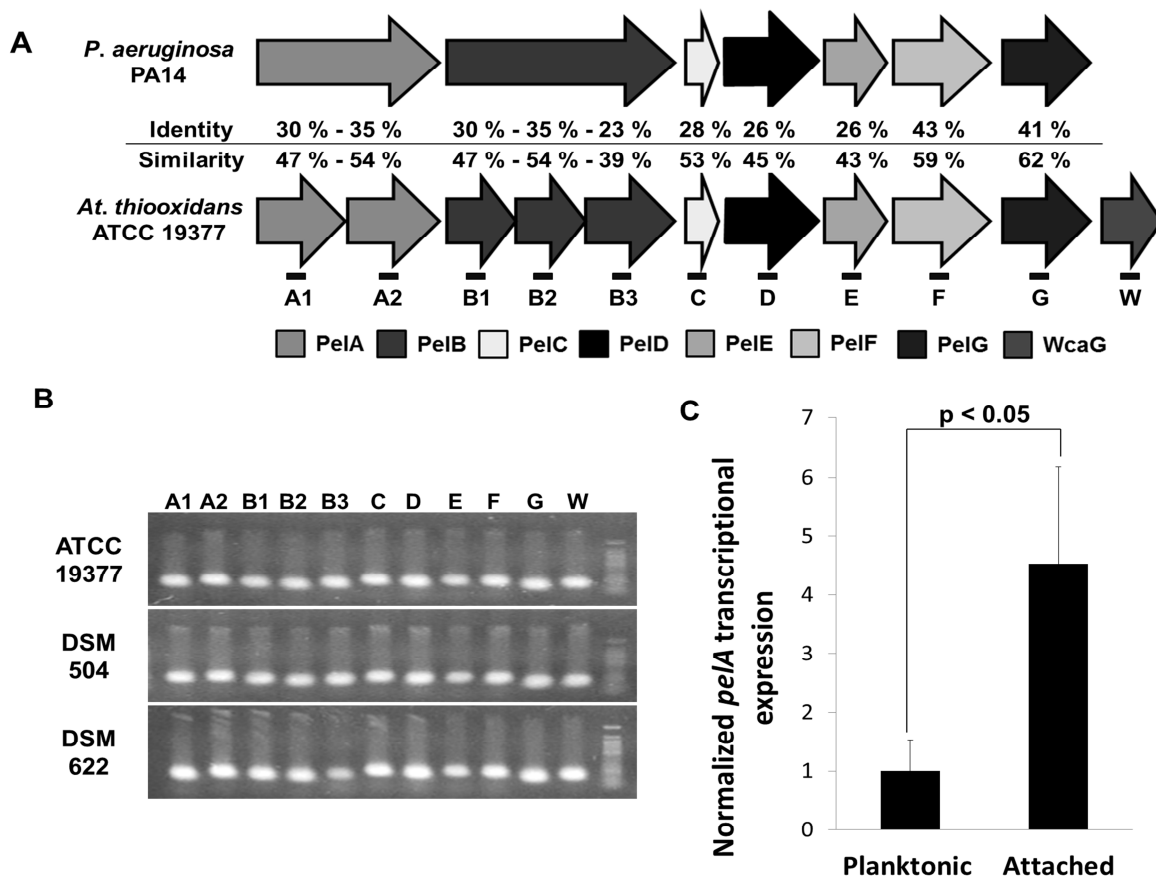 A
P. aeruginosa
PA14
Identity 30 % - 35 % 30 % - 35 % - 23 % 28 % 26 % 26 % 43 % 41 %
Similarity 47 % - 54 % 47 % - 54 % - 39 % 53 % 45 % 43 % 59 % 62 %
At. thiooxidans
ATCC 19377
A1 A2 B1 B2 B3 C D E F G W
PelA PelB PelC PelD PelE PelF PelG WcaG
B
A1 A2 B1 B2 B3 C D E F G W
ATCC
19377
DSM
504
DSM
622
C
p < 0.05
Normalized pelA transcriptional
expression
7
6
5
4
3
2
1
0
Planktonic Attached